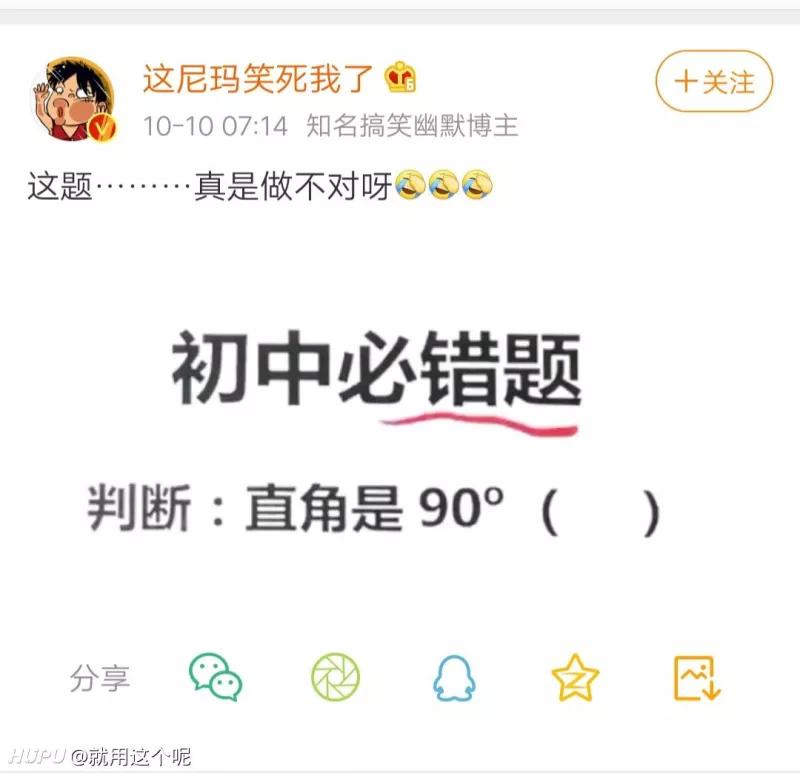 这尼玛笑死我了
+关注
10-10 07:14 知名搞笑幽默博主
这题………真是做不对呀
初中必错题
判断：直角是 90° （ ）
分享
HUPU @就用这个呢